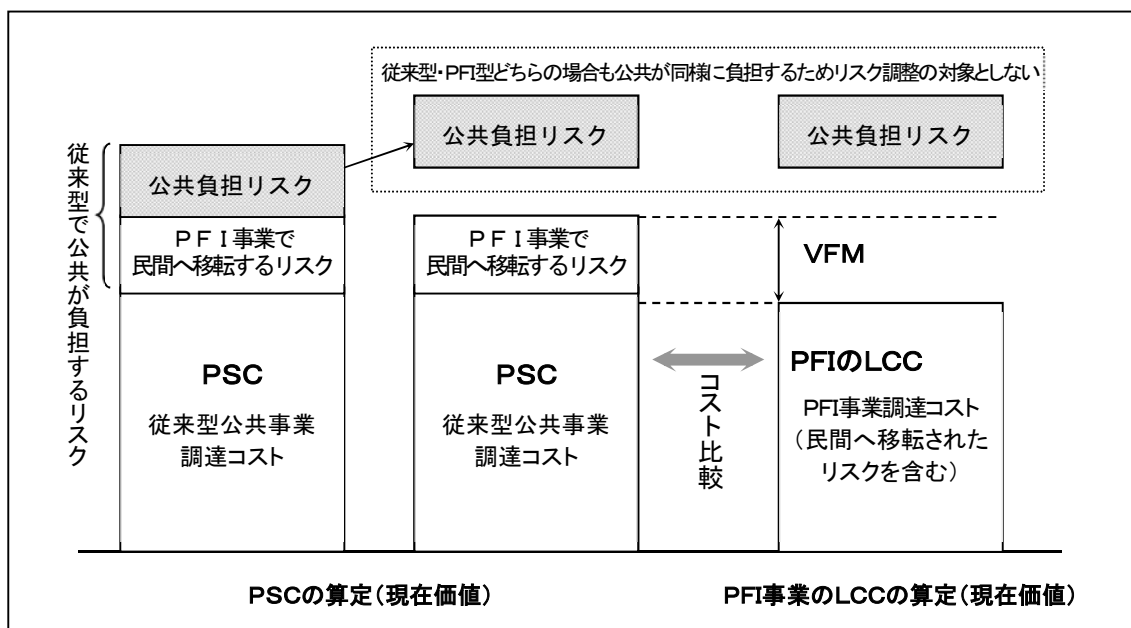 従来型・PFI型どちらの場合も公共が同様に負担するためリスク調整の対象としない
公共負担リスク
公共負担リスク
従来型で公共が負担するリスク
公共負担リスク
PFI事業で
民間へ移転するリスク
PSC
従来型公共事業
調達コスト
PFI事業で
民間へ移転するリスク
PSC
従来型公共事業
調達コスト
VFM
コスト比較
PFIのLCC
PFI事業調達コスト
(民間へ移転された
リスクを含む)
PSCの算定(現在価値)
PFI事業のLCCの算定(現在価値)